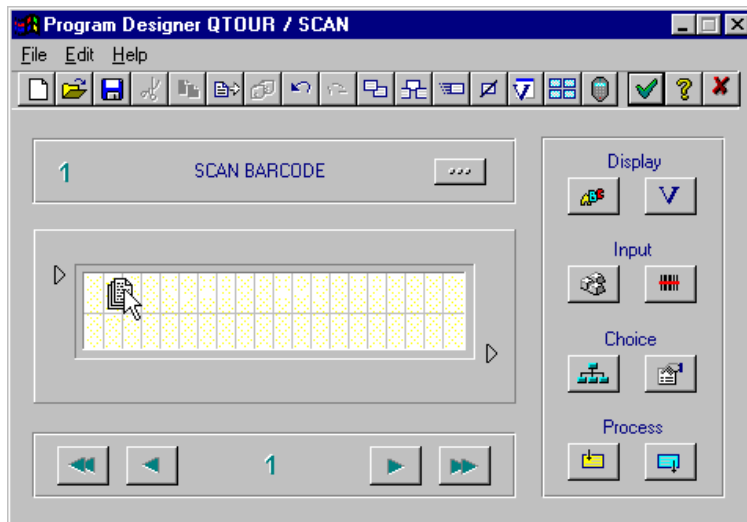 Program Designer QTOUR / SCAN
File Edit Help
1 SCAN BARCODE ...
Display
V
Input
Choice
Process
1